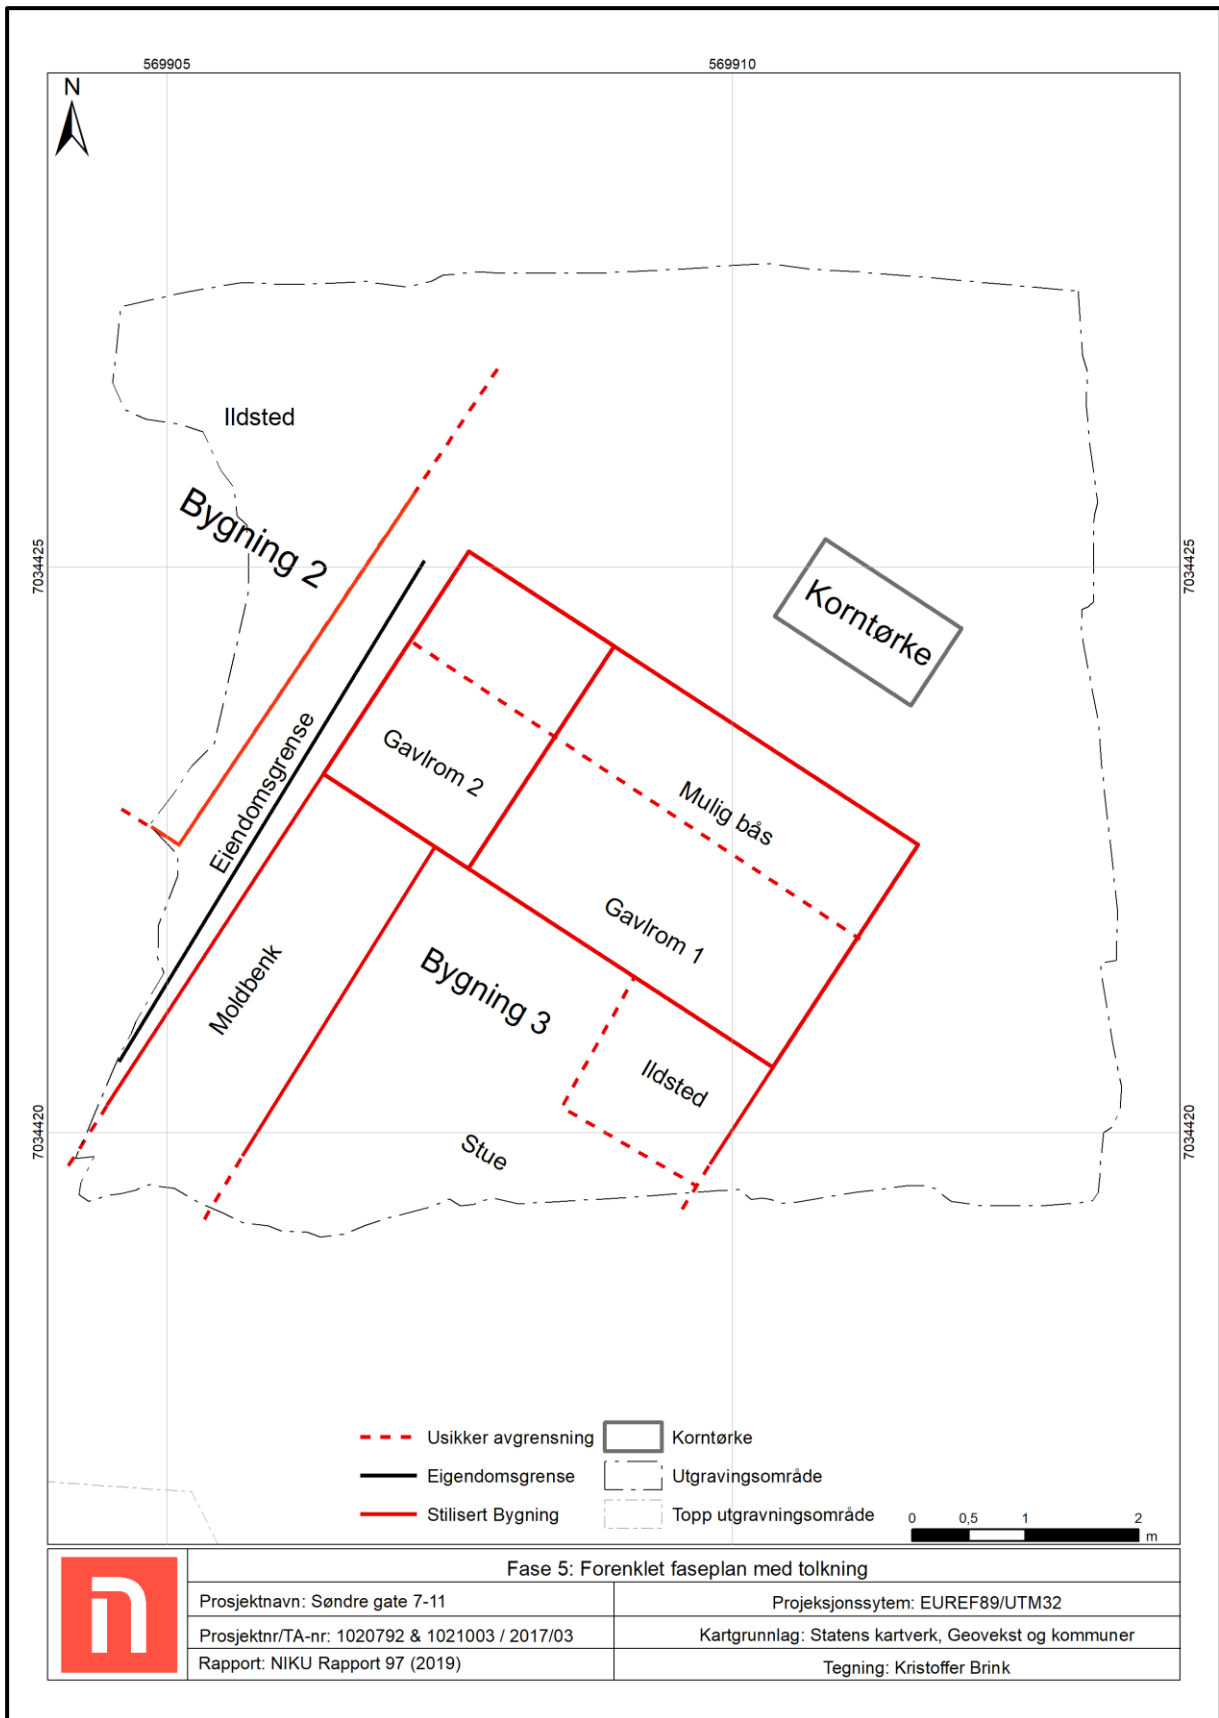 569905
569910
N
Ildsted
Bygning 2
7034425
7034425
Korntørke
Eiendomsgrense
Gavlrom 2
Mulig bås
Gavlrom 1
Moldbenk
Bygning 3
Ildsted
Stue
7034420
7034420
Usikker avgrensning
Korntørke
Eigendomsgrense
Utgravingsområde
Stilisert Bygning
Topp utgravningsområde
0 0,5 1 2
m
Fase 5: Forenklet faseplan med tolkning
Prosjektnavn: Søndre gate 7-11
Projeksjonssytem: EUREF89/UTM32
Prosjektnr/TA-nr: 1020792 & 1021003 / 2017/03
Kartgrunnlag: Statens kartverk, Geovekst og kommuner
Rapport: NIKU Rapport 97 (2019)
Tegning: Kristoffer Brink